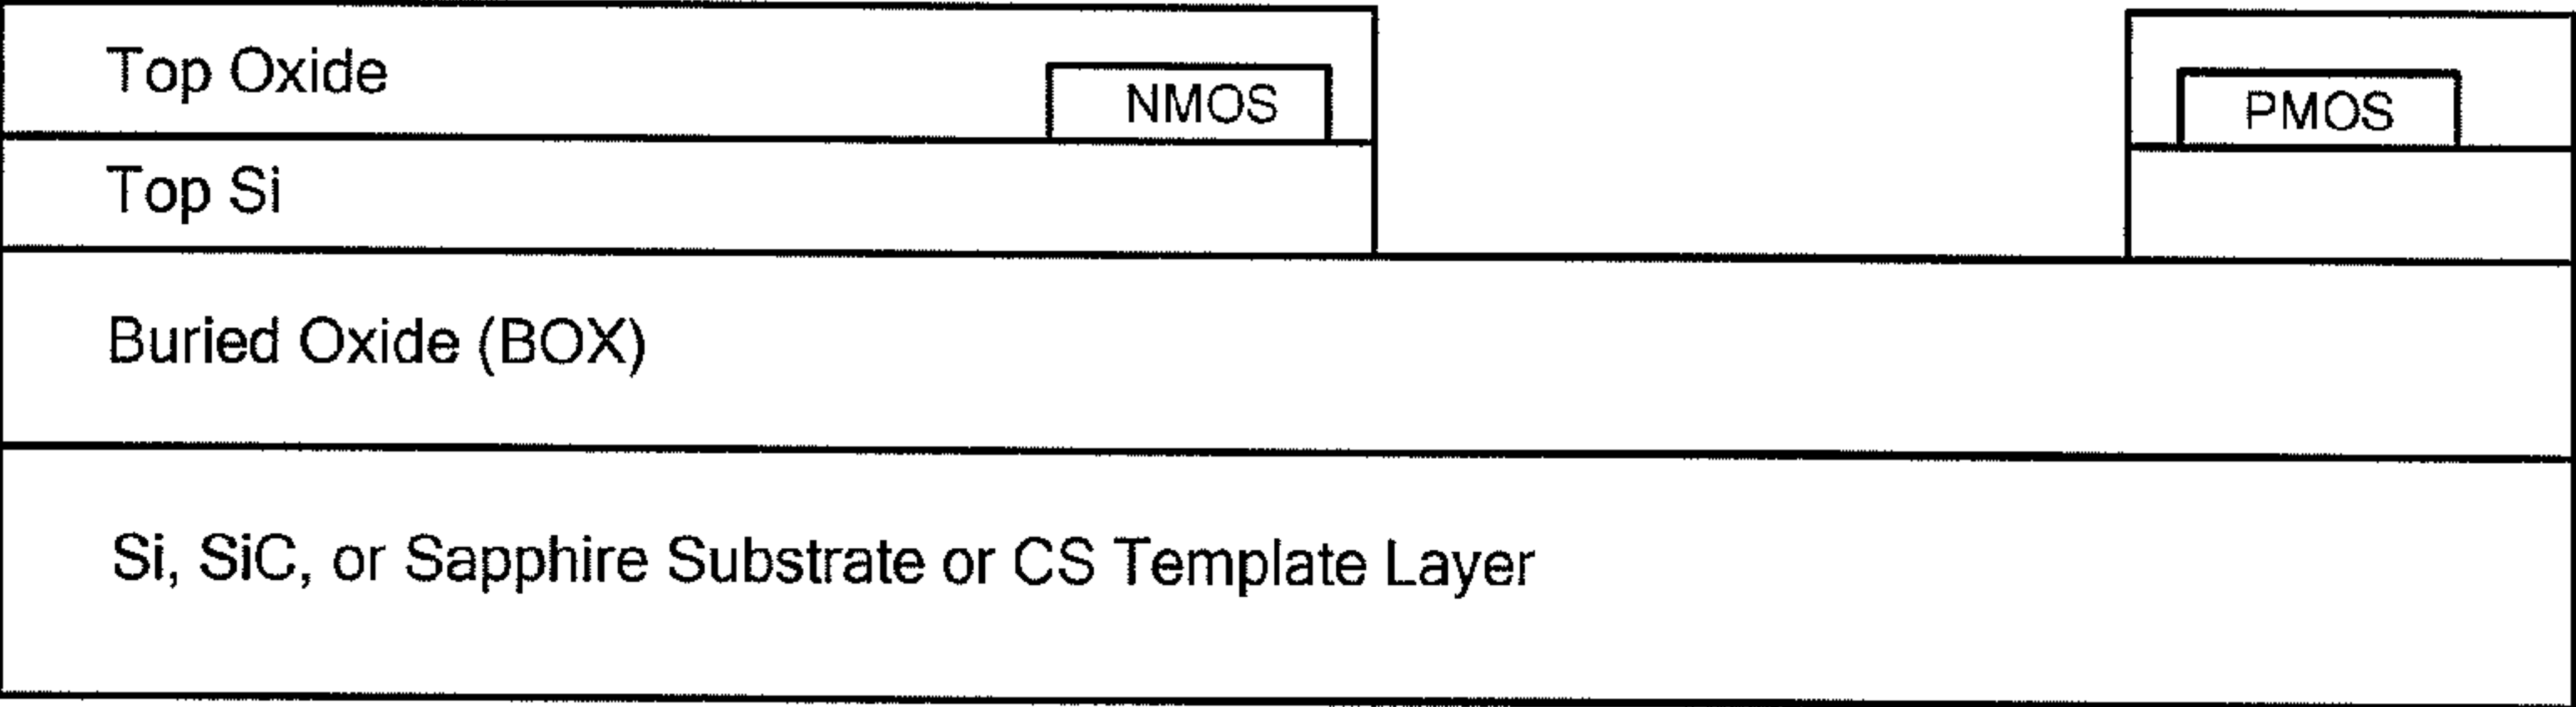 Top Oxide
NMOS
PMOS
Top Si
Buried Oxide (BOX)
Si, SiC, or Sapphire Substrate or CS Template Layer